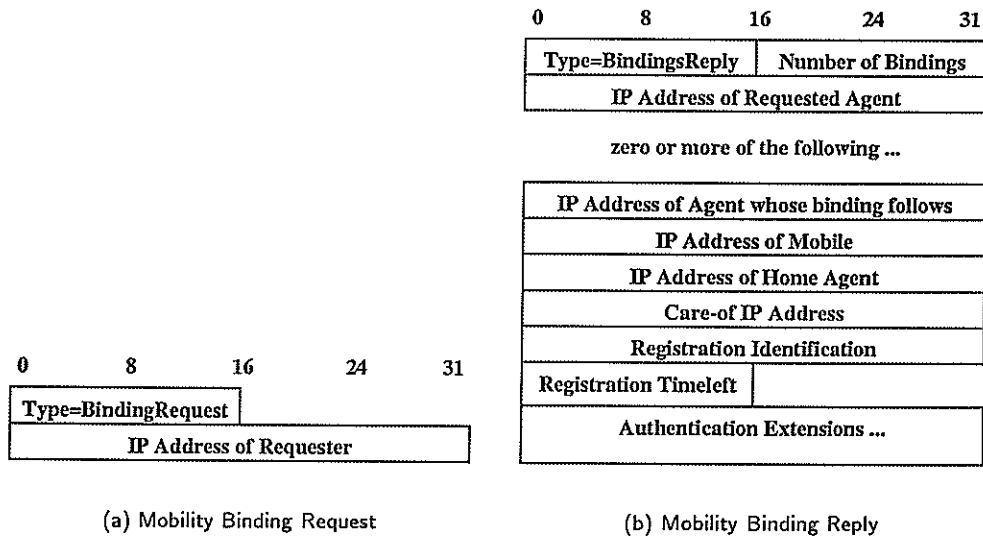 0 8 16 24 31
Type=BindingRequest
IP Address of Requester
(a) Mobility Binding Request
0 8 16 24 31
Type=BindingsReply Number of Bindings
IP Address of Requested Agent
zero or more of the following ...
IP Address of Agent whose binding follows
IP Address of Mobile
IP Address of Home Agent
Care-of IP Address
Registration Identification
Registration Timeleft
Authentication Extensions ...
(b) Mobility Binding Reply